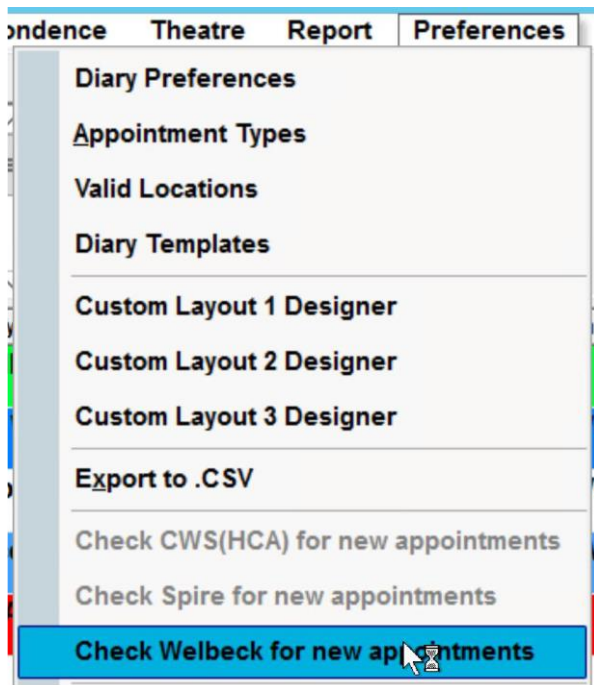 ondence Theatre Report Preferences
Diary Preferences
Appointment Types
Valid Locations
Diary Templates
Custom Layout 1 Designer
Custom Layout 2 Designer
Custom Layout 3 Designer
Export to .CSV
Check CWS(HCA) for new appointments
Check Spire for new appointments
Check Welbeck for new appointments